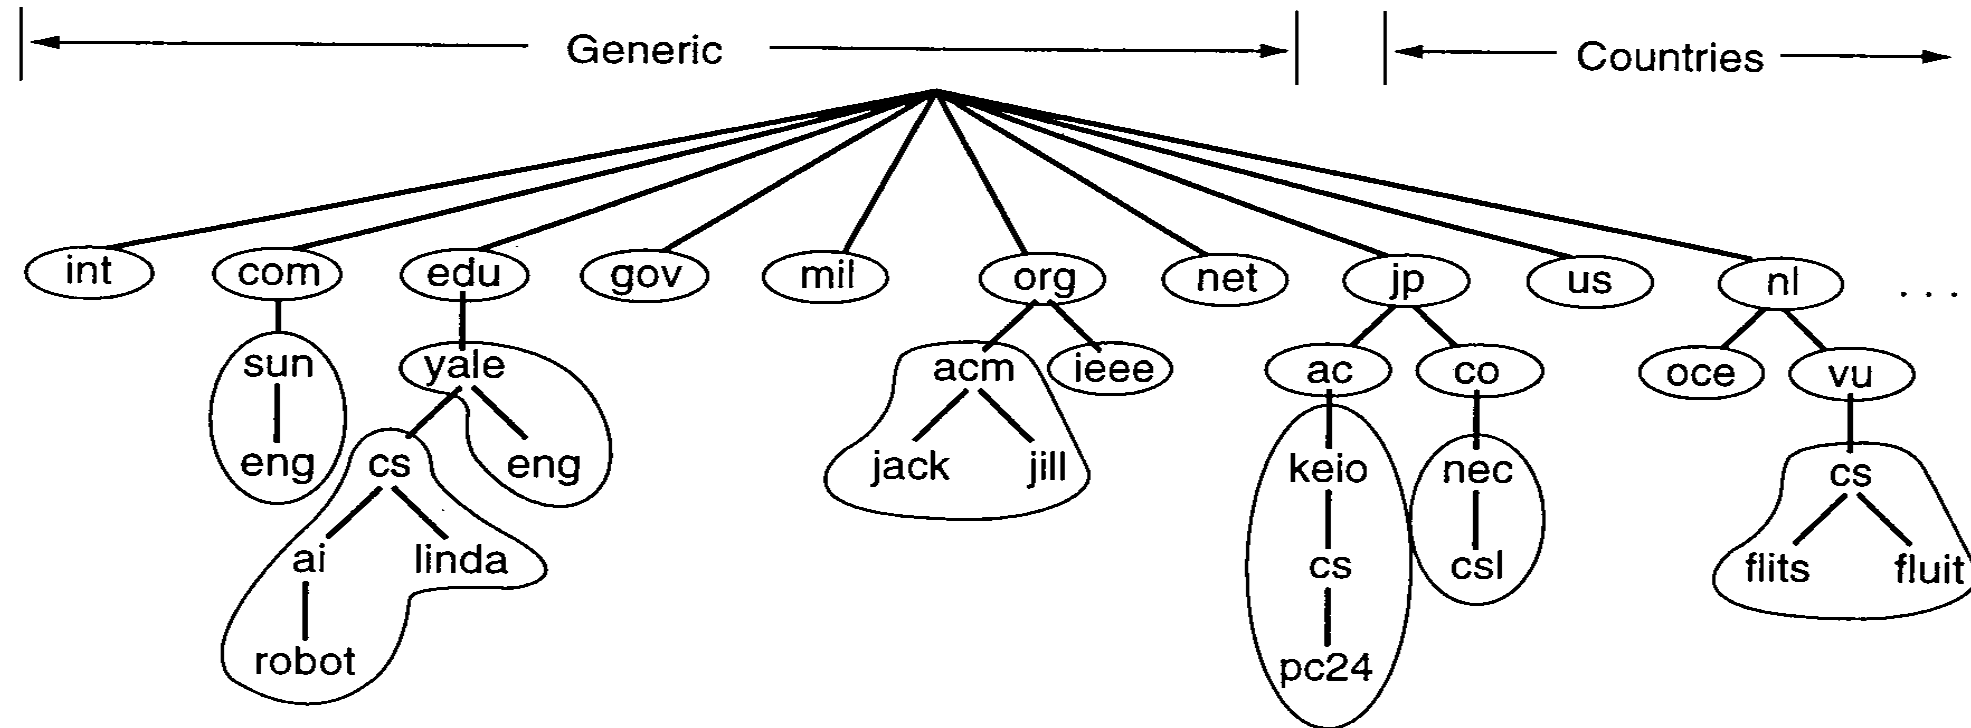 Generic Countries
int com edu gov mil org net jp us nl ...
sun yale acm ieee ac co oce vu
eng cs eng jack jill keio nec cs
ai linda cs csl flits fluit
robot pc24